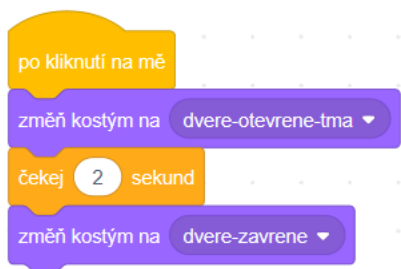 po kliknutí na mě
změň kostým na dvere-otevrene-tma
čekej 2 sekund
změň kostým na dvere-zavrene